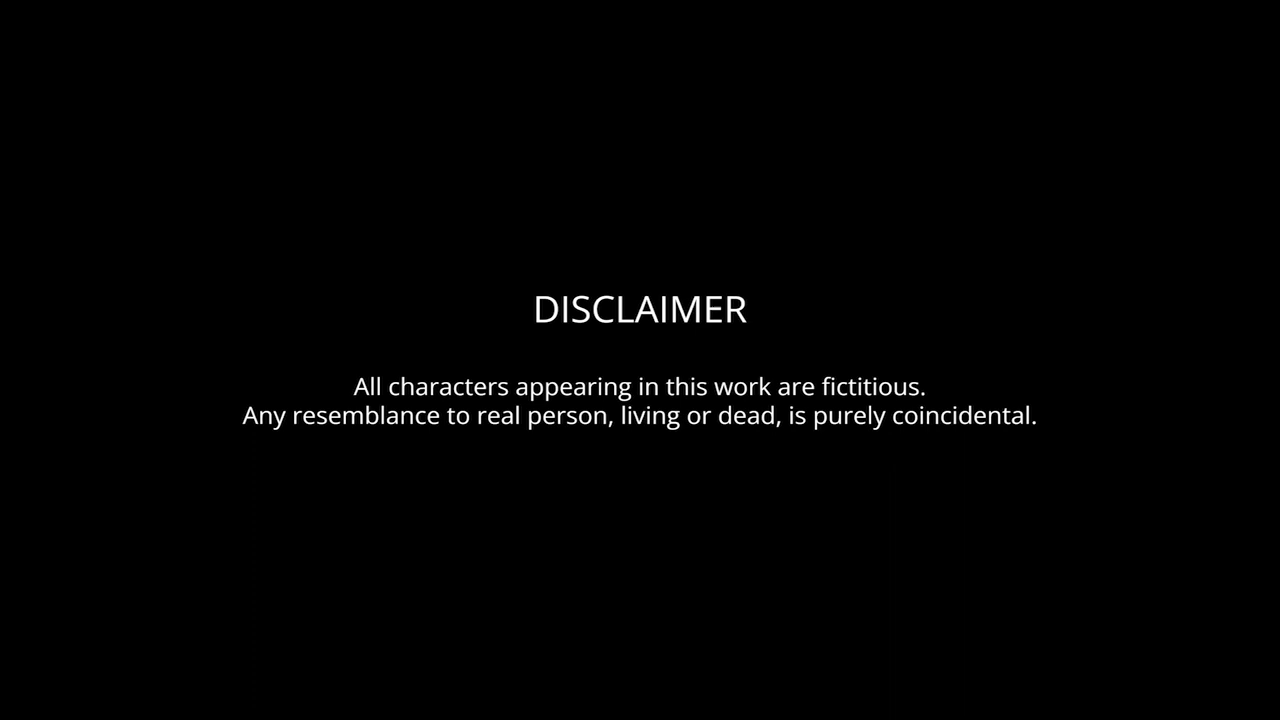 DISCLAIMER
All characters appearing in this work are fictitious.
Any resemblance to real person, living or dead, is purely coincidental.